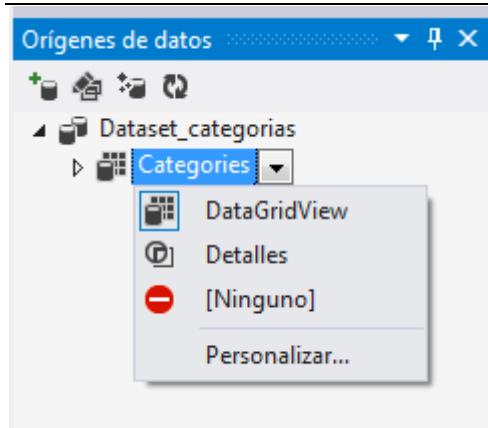 Orígenes de datos
Dataset_categorias
Categories
DataGridView
Detalles
[Ninguno]
Personalizar...